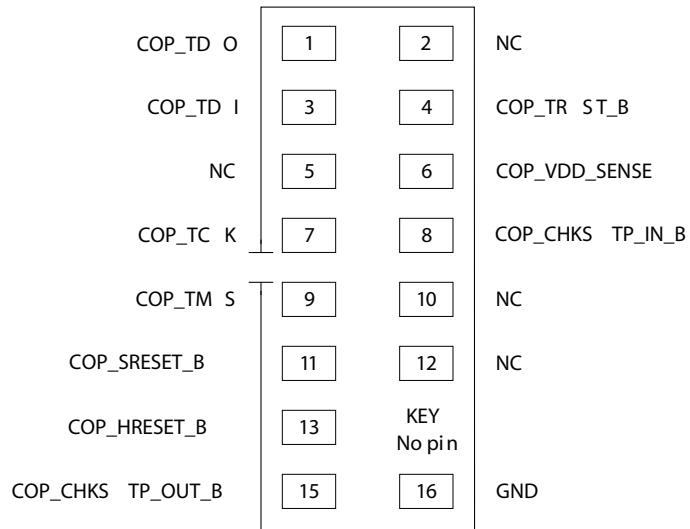 COP_TD O 1 2 NC
COP_TD I 3 4 COP_TR ST_B
NC 5 6 COP_VDD_SENSE
COP_TC K 7 8 COP_CHKS TP_IN_B
COP_TM S 9 10 NC
COP_SRESET_B 11 12 NC
COP_HRESET_B 13 KEY
No pin
COP_CHKS TP_OUT_B 15 16 GND